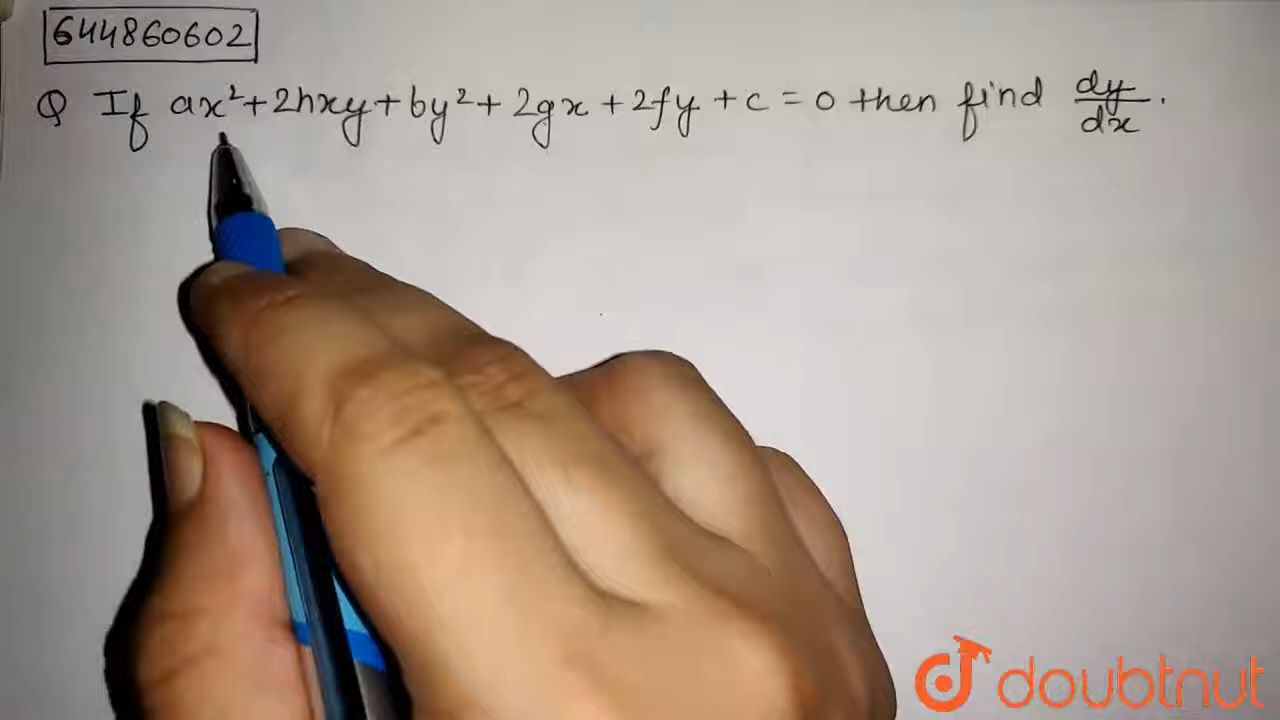 644860602
Q If ax²+2hxy+by²+2gx+2fy+c=0 then find dy/dx.
doubtnut